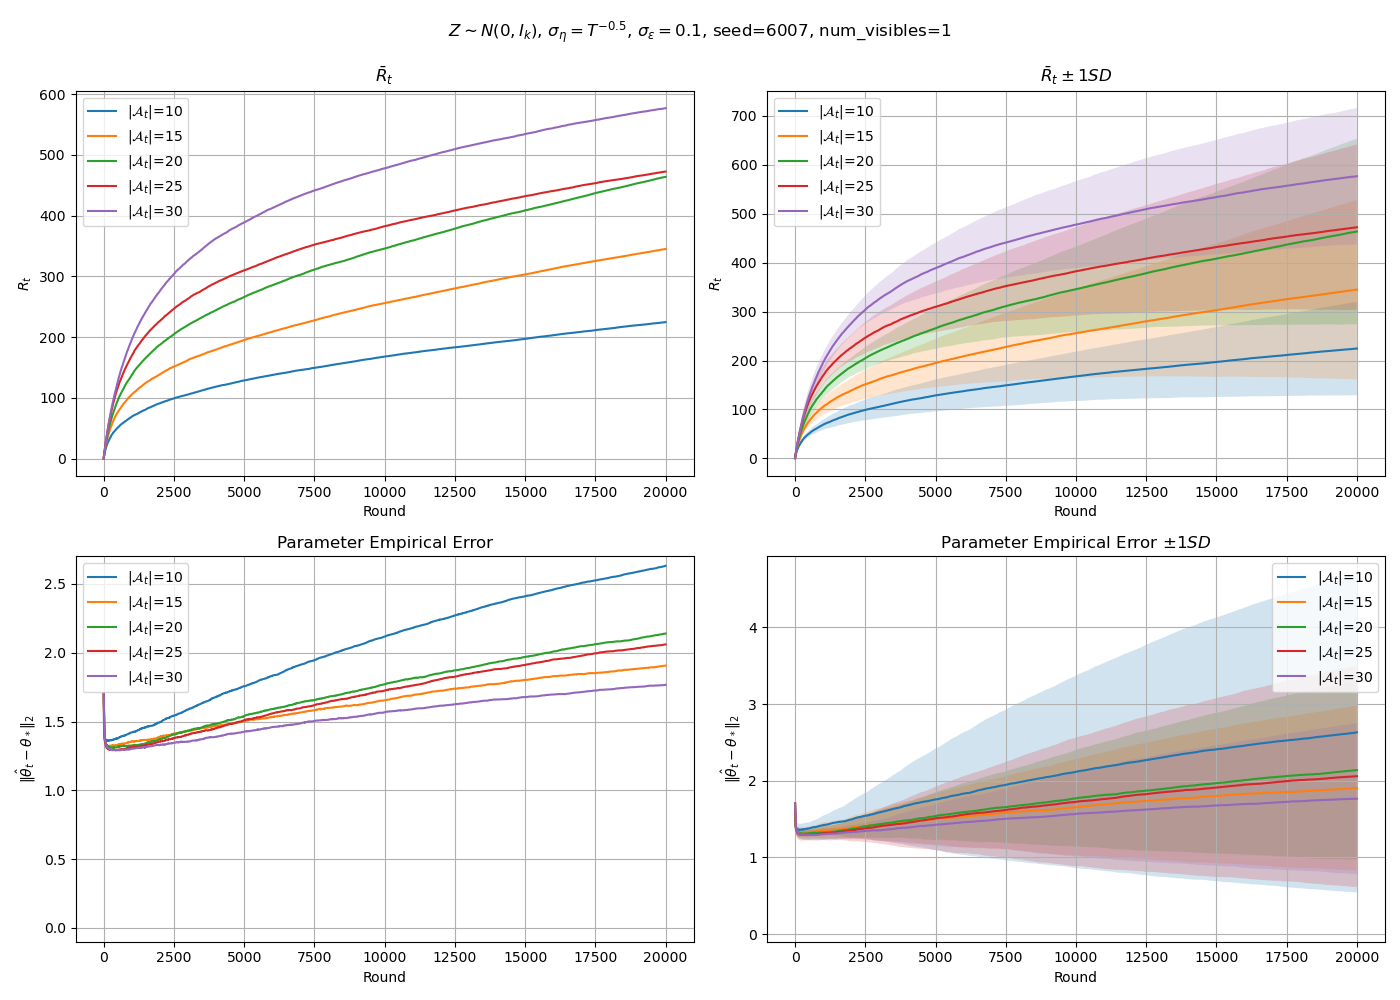 Z ∼ N(0, I_k), σ_η = T^{−0.5}, σ_ε = 0.1, seed=6007, num_visibles=1
R̄_t
R_t
600
500
400
300
200
100
0
|𝒜_t|=10
|𝒜_t|=15
|𝒜_t|=20
|𝒜_t|=25
|𝒜_t|=30
0 2500 5000 7500 10000 12500 15000 17500 20000
Round
R̄_t ± 1SD
R_t
700
600
500
400
300
200
100
0
|𝒜_t|=10
|𝒜_t|=15
|𝒜_t|=20
|𝒜_t|=25
|𝒜_t|=30
0 2500 5000 7500 10000 12500 15000 17500 20000
Round
Parameter Empirical Error
‖θ̂_t − θ_*‖_2
2.5
2.0
1.5
1.0
0.5
0.0
|𝒜_t|=10
|𝒜_t|=15
|𝒜_t|=20
|𝒜_t|=25
|𝒜_t|=30
0 2500 5000 7500 10000 12500 15000 17500 20000
Round
Parameter Empirical Error ±1SD
‖θ̂_t − θ_*‖_2
4
3
2
1
0
|𝒜_t|=10
|𝒜_t|=15
|𝒜_t|=20
|𝒜_t|=25
|𝒜_t|=30
0 2500 5000 7500 10000 12500 15000 17500 20000
Round